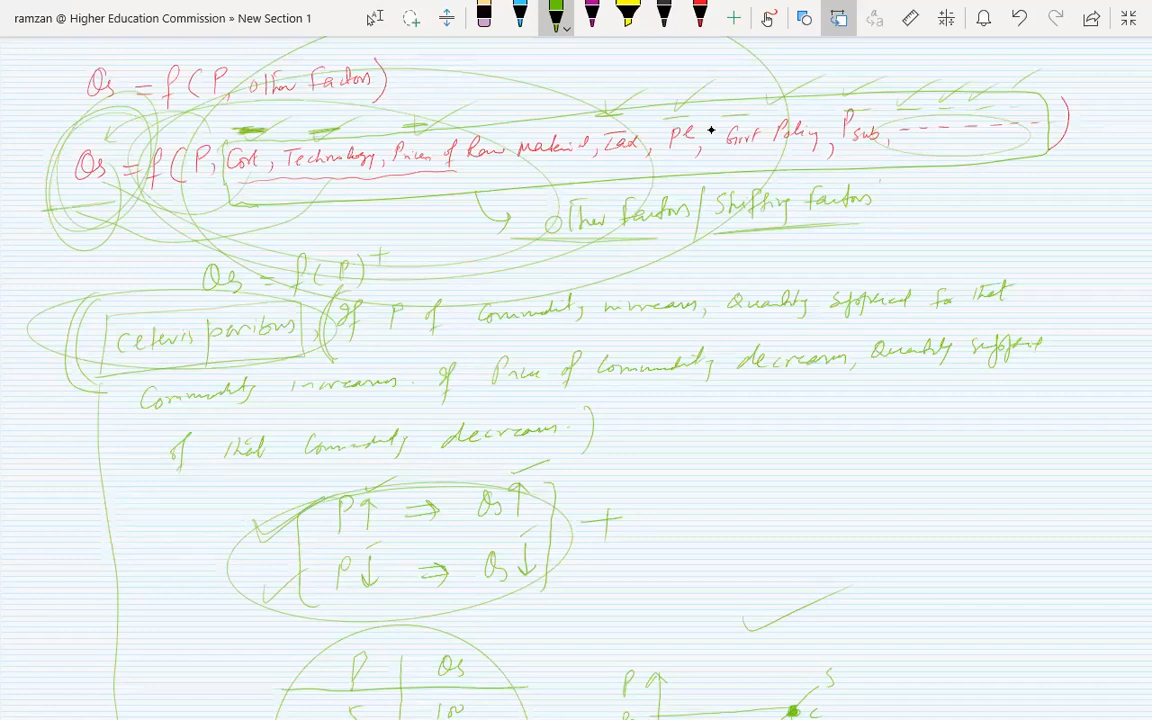 ramzan @ Higher Education Commission » New Section 1
Qs = f(P, other factors)
Qs = f(P, Cost, Technology, Prices of Raw Material, Tax, Pe, Govt Policy, Psub, --------)
other factors / Shifting factors
Qs = f(P)+
Ceteris paribus, (If P of Commodity increases, Quantity supplied for that
Commodity increases. If Price of Commodity decreases, Quantity
of that Commodity decreases.)
P↑ ⇒ Qs↑
+
P↓ ⇒ Qs↓
P Qs
5 100
P S
C